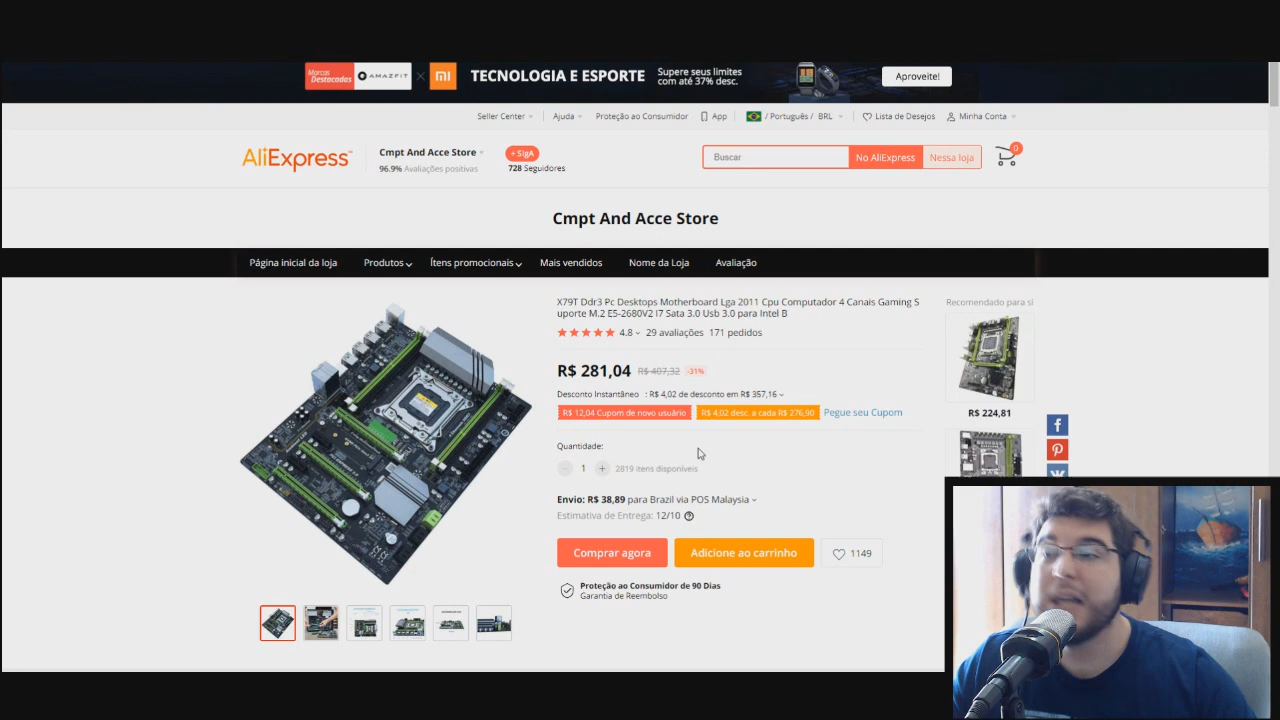 Marcas
Destacadas
AMAZFIT
mi
TECNOLOGIA E ESPORTE
Supere seus limites
com até 37% desc.
Aproveite!
Seller Center
Ajuda
Proteção ao Consumidor
App
/ Português / BRL
Lista de Desejos
Minha Conta
AliExpress
Cmpt And Acce Store
96.9% Avaliações positivas
+ SIgA
728 Seguidores
Buscar
No AliExpress
Nessa loja
0
Cmpt And Acce Store
Página inicial da loja
Produtos
Ítens promocionais
Mais vendidos
Nome da Loja
Avaliação
X79T Ddr3 Pc Desktops Motherboard Lga 2011 Cpu Computador 4 Canais Gaming S
uporte M.2 E5-2680V2 I7 Sata 3.0 Usb 3.0 para Intel B
4.8
29 avaliações
171 pedidos
R$ 281,04
R$ 407,32
-31%
Desconto Instantâneo : R$ 4,02 de desconto em R$ 357,16
R$ 12,04 Cupom de novo usuário
R$ 4,02 desc. a cada R$ 276,90
Pegue seu Cupom
Quantidade:
1
2819 itens disponíveis
Envio: R$ 38,89 para Brazil via POS Malaysia
Estimativa de Entrega: 12/10
Comprar agora
Adicione ao carrinho
1149
Proteção ao Consumidor de 90 Dias
Garantia de Reembolso
Recomendado para si
R$ 224,81